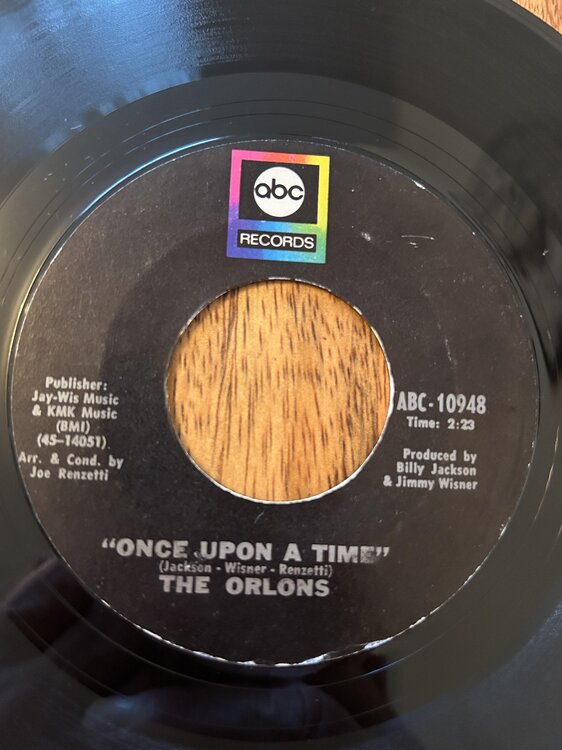 abc
RECORDS
Publisher:
Jay-Wis Music
& KMK Music
(BMI)
(45-14051)
Arr. & Cond. by
Joe Renzetti
ABC-10948
Time: 2:23
Produced by
Billy Jackson
& Jimmy Wisner
"ONCE UPON A TIME"
(Jackson - Wisner - Renzetti)
THE ORLONS